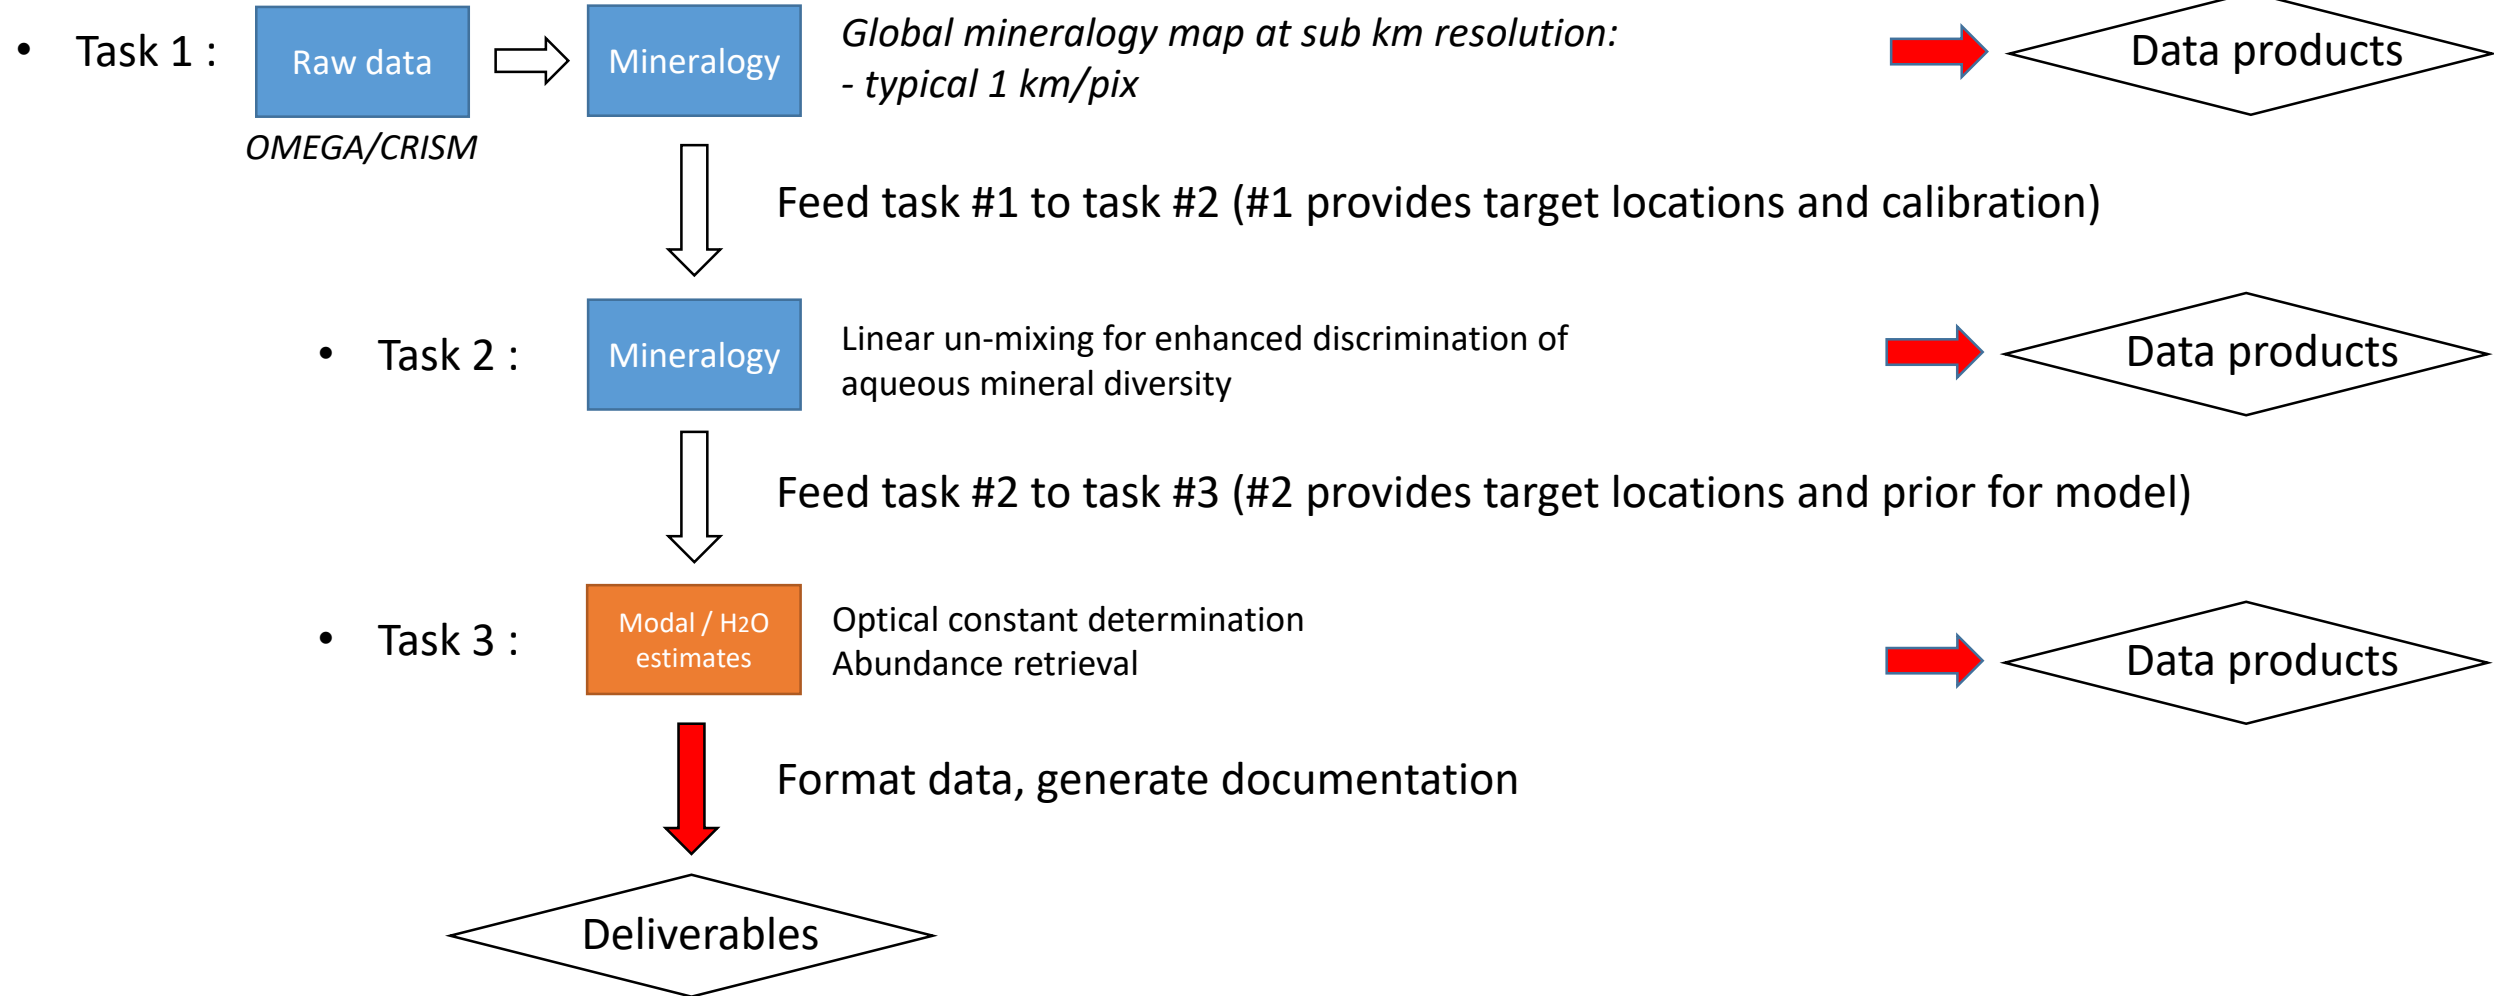 • Task 1 :
Raw data
Mineralogy
Global mineralogy map at sub km resolution:
- typical 1 km/pix
Data products
OMEGA/CRISM
Feed task #1 to task #2 (#1 provides target locations and calibration)
• Task 2 :
Mineralogy
Linear un-mixing for enhanced discrimination of
aqueous mineral diversity
Data products
Feed task #2 to task #3 (#2 provides target locations and prior for model)
• Task 3 :
Modal / H2O
estimates
Optical constant determination
Abundance retrieval
Data products
Format data, generate documentation
Deliverables